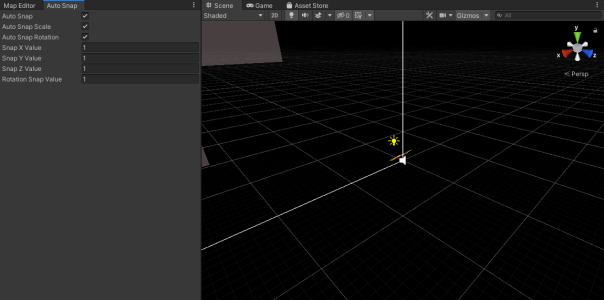 Map Editor Auto Snap
Auto Snap
Auto Snap Scale
Auto Snap Rotation
Snap X Value 1
Snap Y Value 1
Snap Z Value 1
Rotation Snap Value 1
Scene Game Asset Store
Shaded 2D 0 Gizmos All
y
x z
< Persp